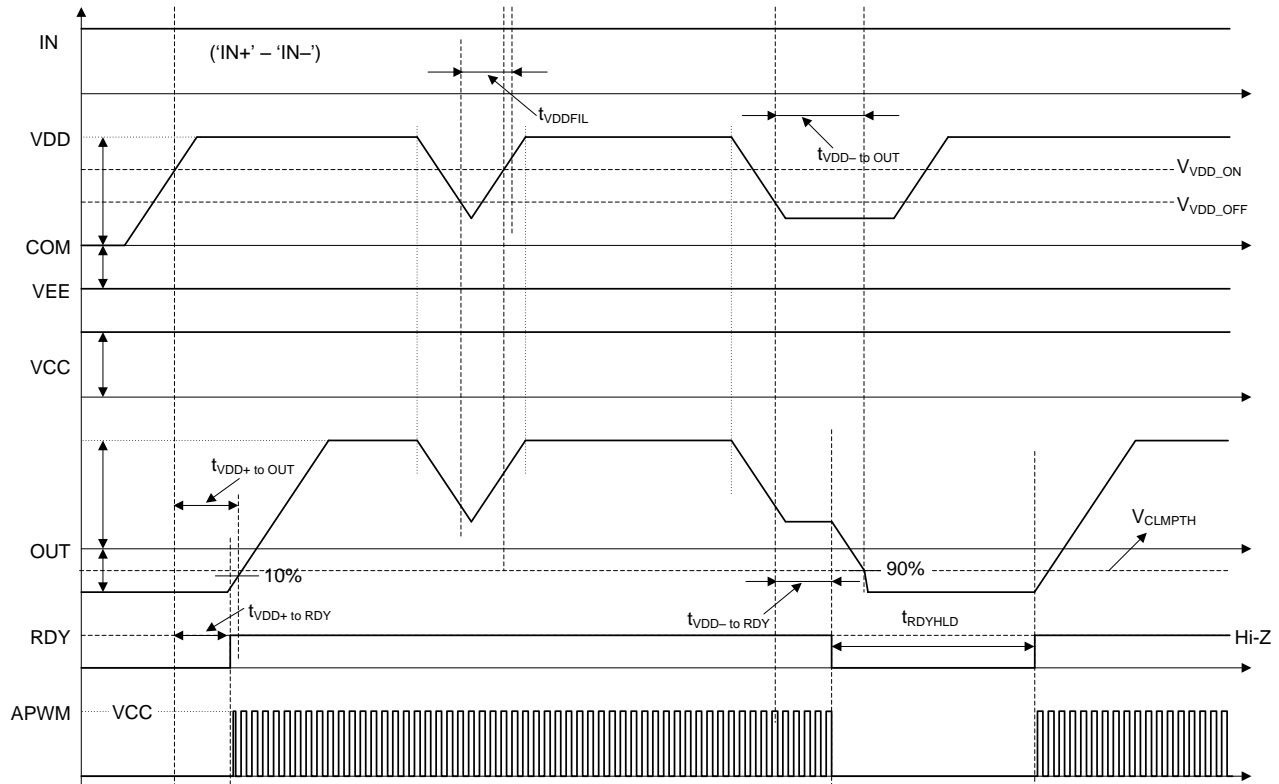 IN
('IN+' – 'IN–')
tVDDFIL
VDD
tVDD– to OUT
VVDD_ON
VVDD_OFF
COM
VEE
VCC
tVDD+ to OUT
VCLMPTH
OUT
10%
90%
tVDD+ to RDY
tVDD– to RDY
tRDYHLD
RDY
Hi-Z
APWM
VCC